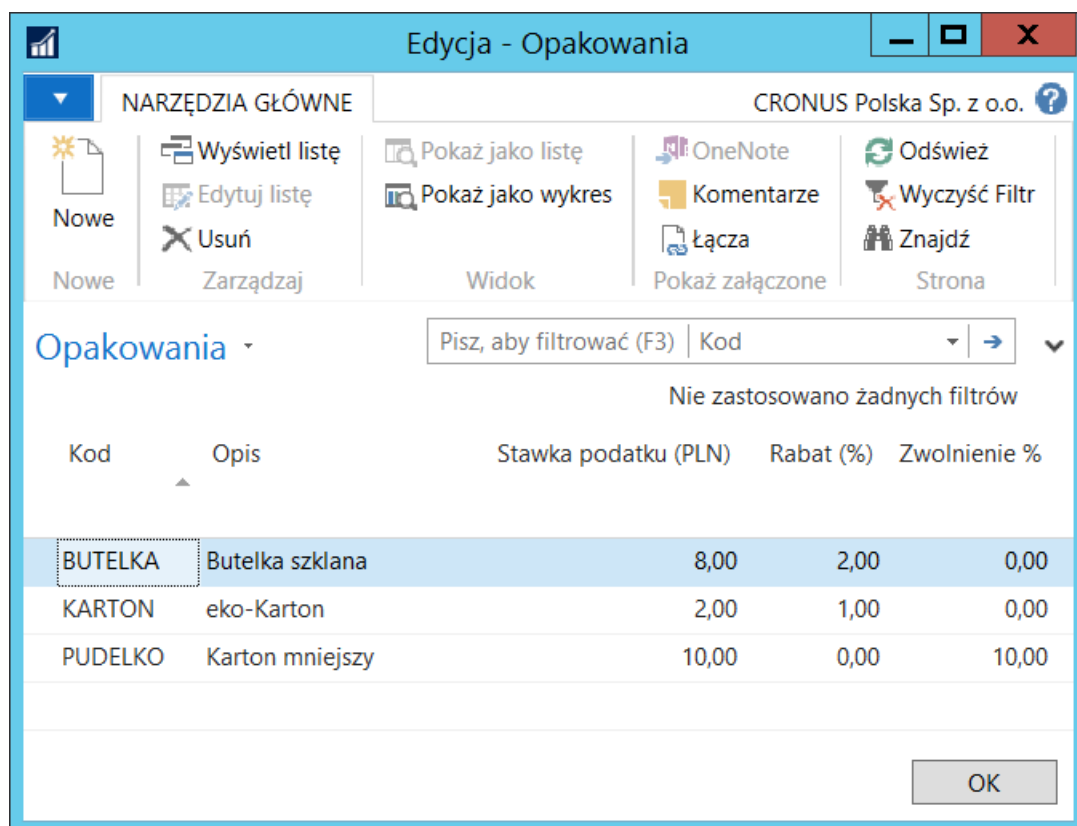 Edycja - Opakowania
NARZĘDZIA GŁÓWNE
CRONUS Polska Sp. z o.o.
Nowe
Wyświetl listę
Edytuj listę
Usuń
Pokaż jako listę
Pokaż jako wykres
OneNote
Komentarze
Łącza
Odśwież
Wyczyść Filtr
Znajdź
Nowe Zarządzaj Widok Pokaż załączone Strona
Opakowania
Pisz, aby filtrować (F3) Kod
Nie zastosowano żadnych filtrów
Kod Opis Stawka podatku (PLN) Rabat (%) Zwolnienie %
BUTELKA Butelka szklana 8,00 2,00 0,00
KARTON eko-Karton 2,00 1,00 0,00
PUDELKO Karton mniejszy 10,00 0,00 10,00
OK